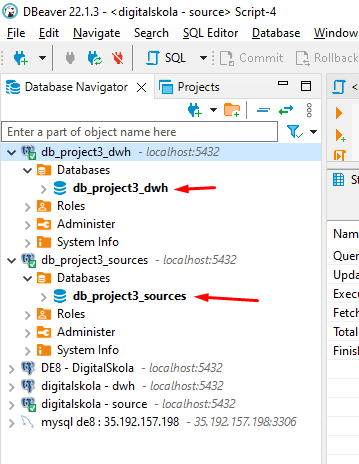 DBeaver 22.1.3 - <digitalskola - source> Script-4
File Edit Navigate Search SQL Editor Database Window
SQL Commit Rollback
Database Navigator Projects
Enter a part of object name here
db_project3_dwh - localhost:5432
Databases
db_project3_dwh
Roles
Administer
System Info
db_project3_sources - localhost:5432
Databases
db_project3_sources
Roles
Administer
System Info
DE8 - DigitalSkola - localhost:5432
digitalskola - dwh - localhost:5432
digitalskola - source - localhost:5432
mysql de8 : 35.192.157.198 - 35.192.157.198:3306
<d
St
Nam
Quer
Upda
Exec
Fetch
Total
Finis